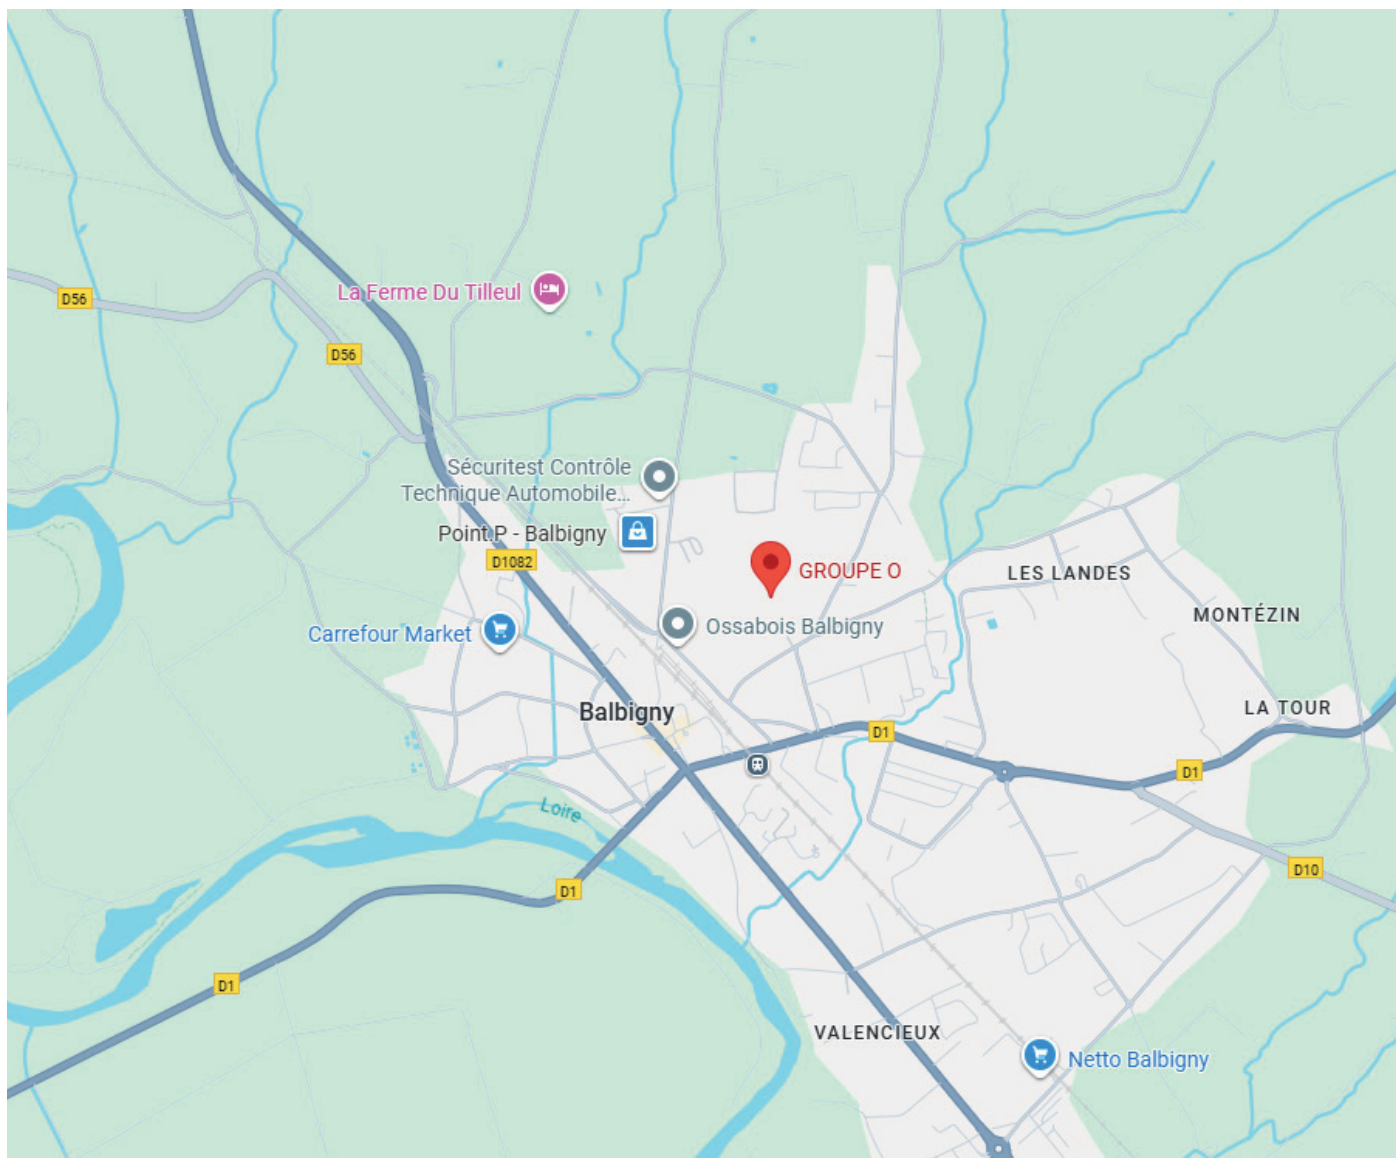 La Ferme Du Tilleul
D56
D56
Sécuritest Contrôle
Technique Automobile...
Point.P - Balbigny
D1082
GROUPE O
LES LANDES
MONTÉZIN
Carrefour Market
Ossabois Balbigny
Balbigny
LA TOUR
D1
D1
Loire
D10
D1
D1
VALENCIEUX
Netto Balbigny